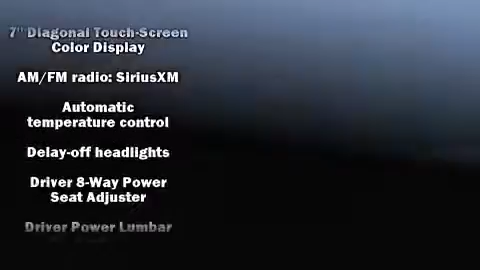 7" Diagonal Touch-Screen
Color Display
AM/FM radio: SiriusXM
Automatic
temperature control
Delay-off headlights
Driver 8-Way Power
Seat Adjuster
Driver Power Lumbar